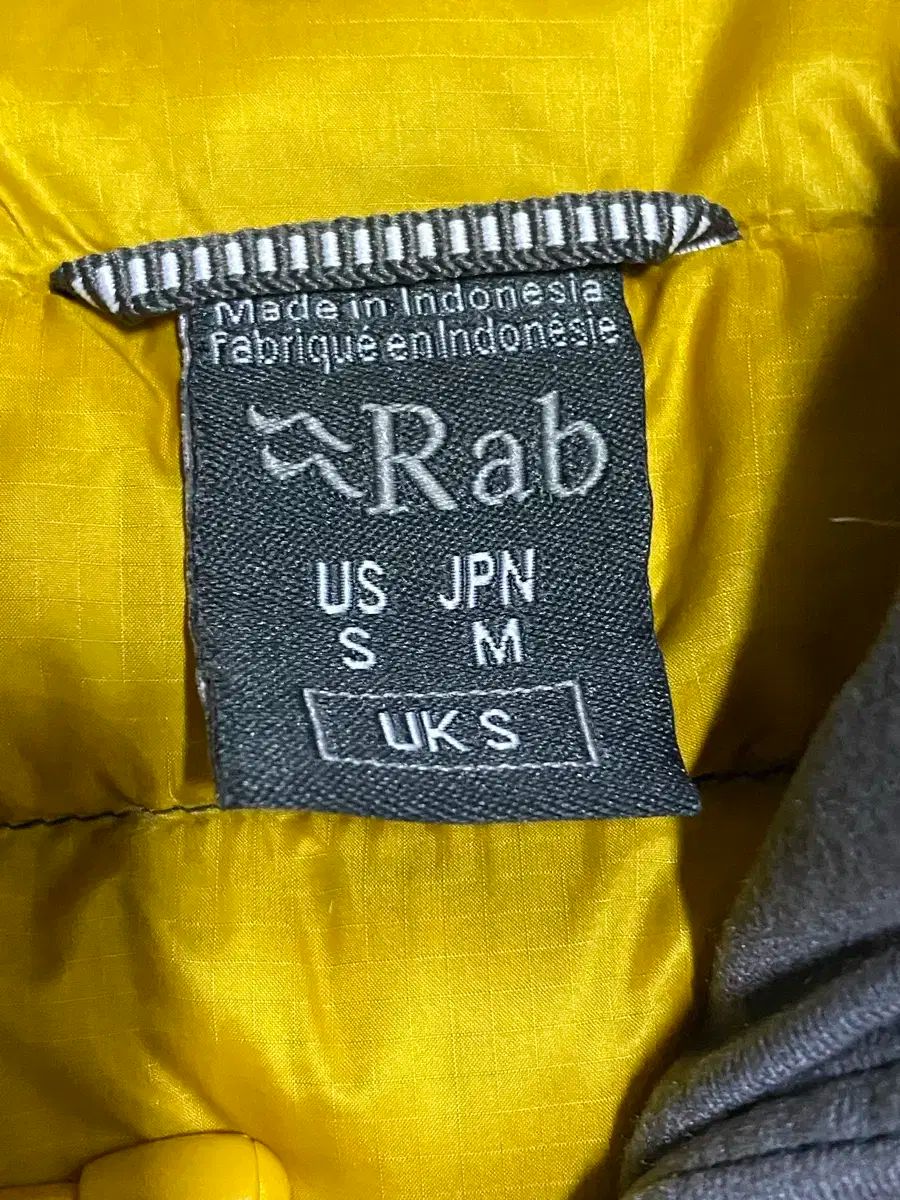 Made in Indonesia
Fabriqué en Indonésie
Rab
US JPN
S M
UK S